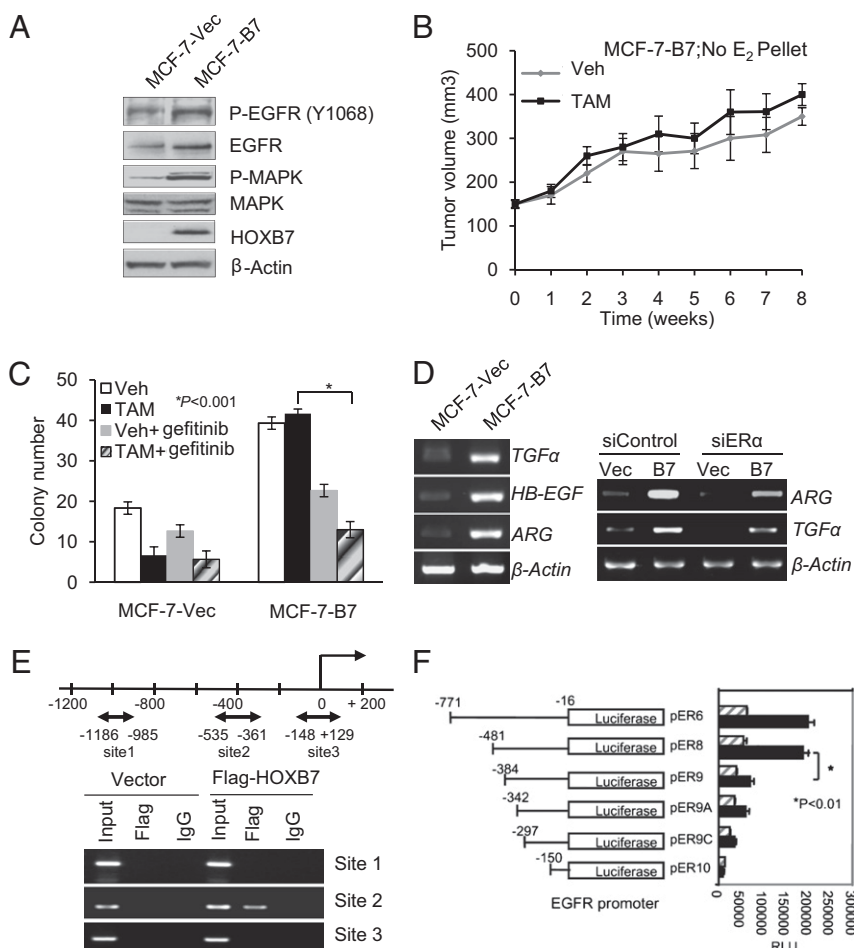 A
MCF-7-Vec
MCF-7-B7
P-EGFR (Y1068)
EGFR
P-MAPK
MAPK
HOXB7
β-Actin
B
MCF-7-B7;No E2 Pellet
Veh
TAM
Tumor volume (mm3)
500
400
300
200
100
0
0 1 2 3 4 5 6 7 8
Time (weeks)
C
Colony number
50
40
30
20
10
0
Veh
TAM
Veh+ gefitinib
TAM+ gefitinib
*P<0.001
*
MCF-7-Vec
MCF-7-B7
D
MCF-7-Vec
MCF-7-B7
TGFα
HB-EGF
ARG
β-Actin
siControl siERα
Vec B7 Vec B7
ARG
TGFα
β-Actin
E
-1200 -800 -400 0 + 200
-1186 -985 -535 -361 -148 +129
site1 site2 site3
Vector Flag-HOXB7
Input Flag IgG Input Flag IgG
Site 1
Site 2
Site 3
F
-771 -16
Luciferase pER6
-481
Luciferase pER8
-384
Luciferase pER9
-342
Luciferase pER9A
-297
Luciferase pER9C
-150
Luciferase pER10
*
*P<0.01
EGFR promoter
0 50000 100000 150000 200000 250000 300000
RLU